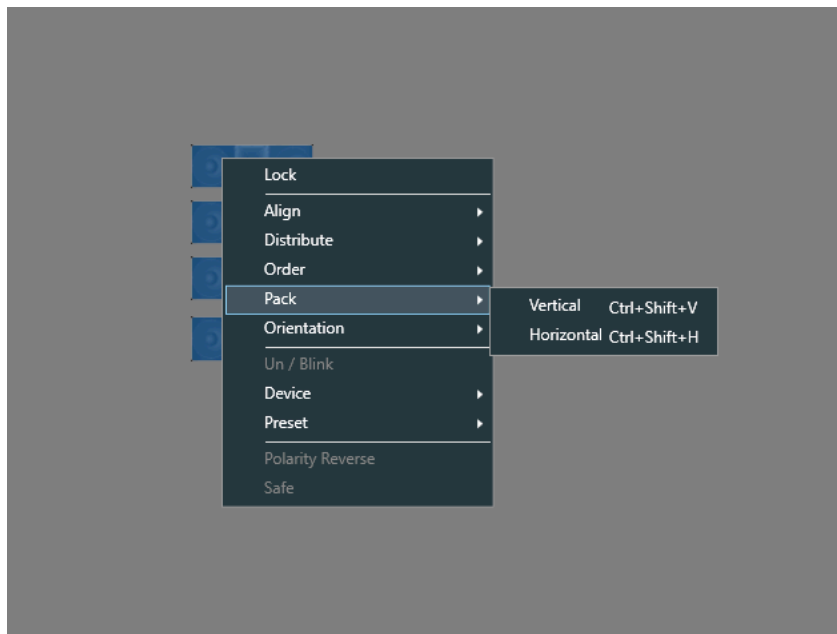 Lock
Align
Distribute
Order
Pack
Vertical Ctrl+Shift+V
Horizontal Ctrl+Shift+H
Orientation
Un / Blink
Device
Preset
Polarity Reverse
Safe